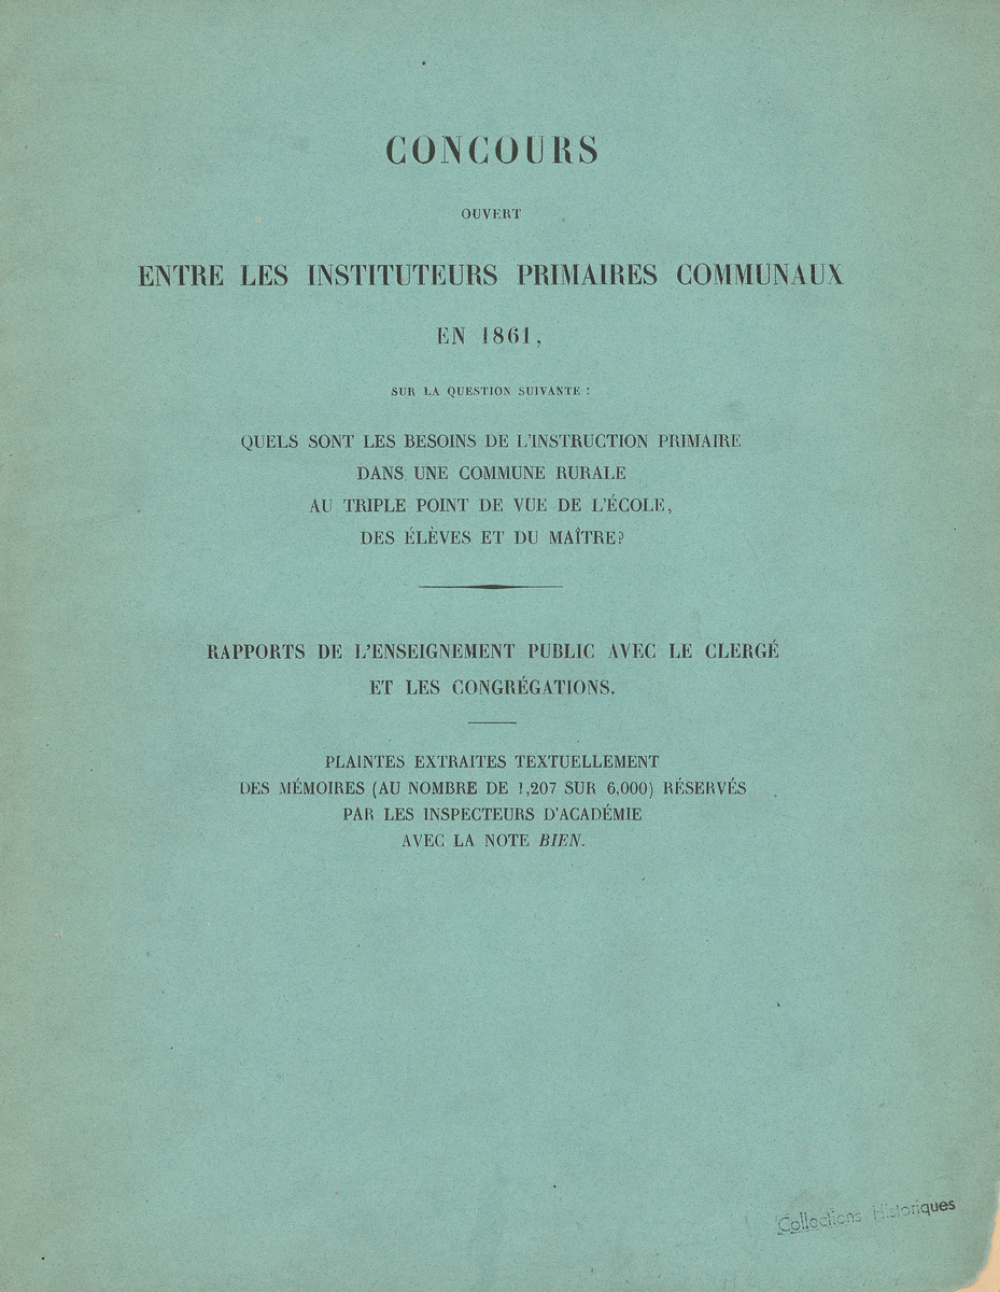 CONCOURS
OUVERT
ENTRE LES INSTITUTEURS PRIMAIRES COMMUNAUX
EN 1861,
SUR LA QUESTION SUIVANTE :
QUELS SONT LES BESOINS DE L'INSTRUCTION PRIMAIRE
DANS UNE COMMUNE RURALE
AU TRIPLE POINT DE VUE DE L'ÉCOLE,
DES ÉLÈVES ET DU MAÎTRE?
RAPPORTS DE L'ENSEIGNEMENT PUBLIC AVEC LE CLERGÉ
ET LES CONGRÉGATIONS.
PLAINTES EXTRAITES TEXTUELLEMENT
DES MÉMOIRES (AU NOMBRE DE 1,207 SUR 6,000) RÉSERVÉS
PAR LES INSPECTEURS D'ACADÉMIE
AVEC LA NOTE BIEN.
Collections Historiques